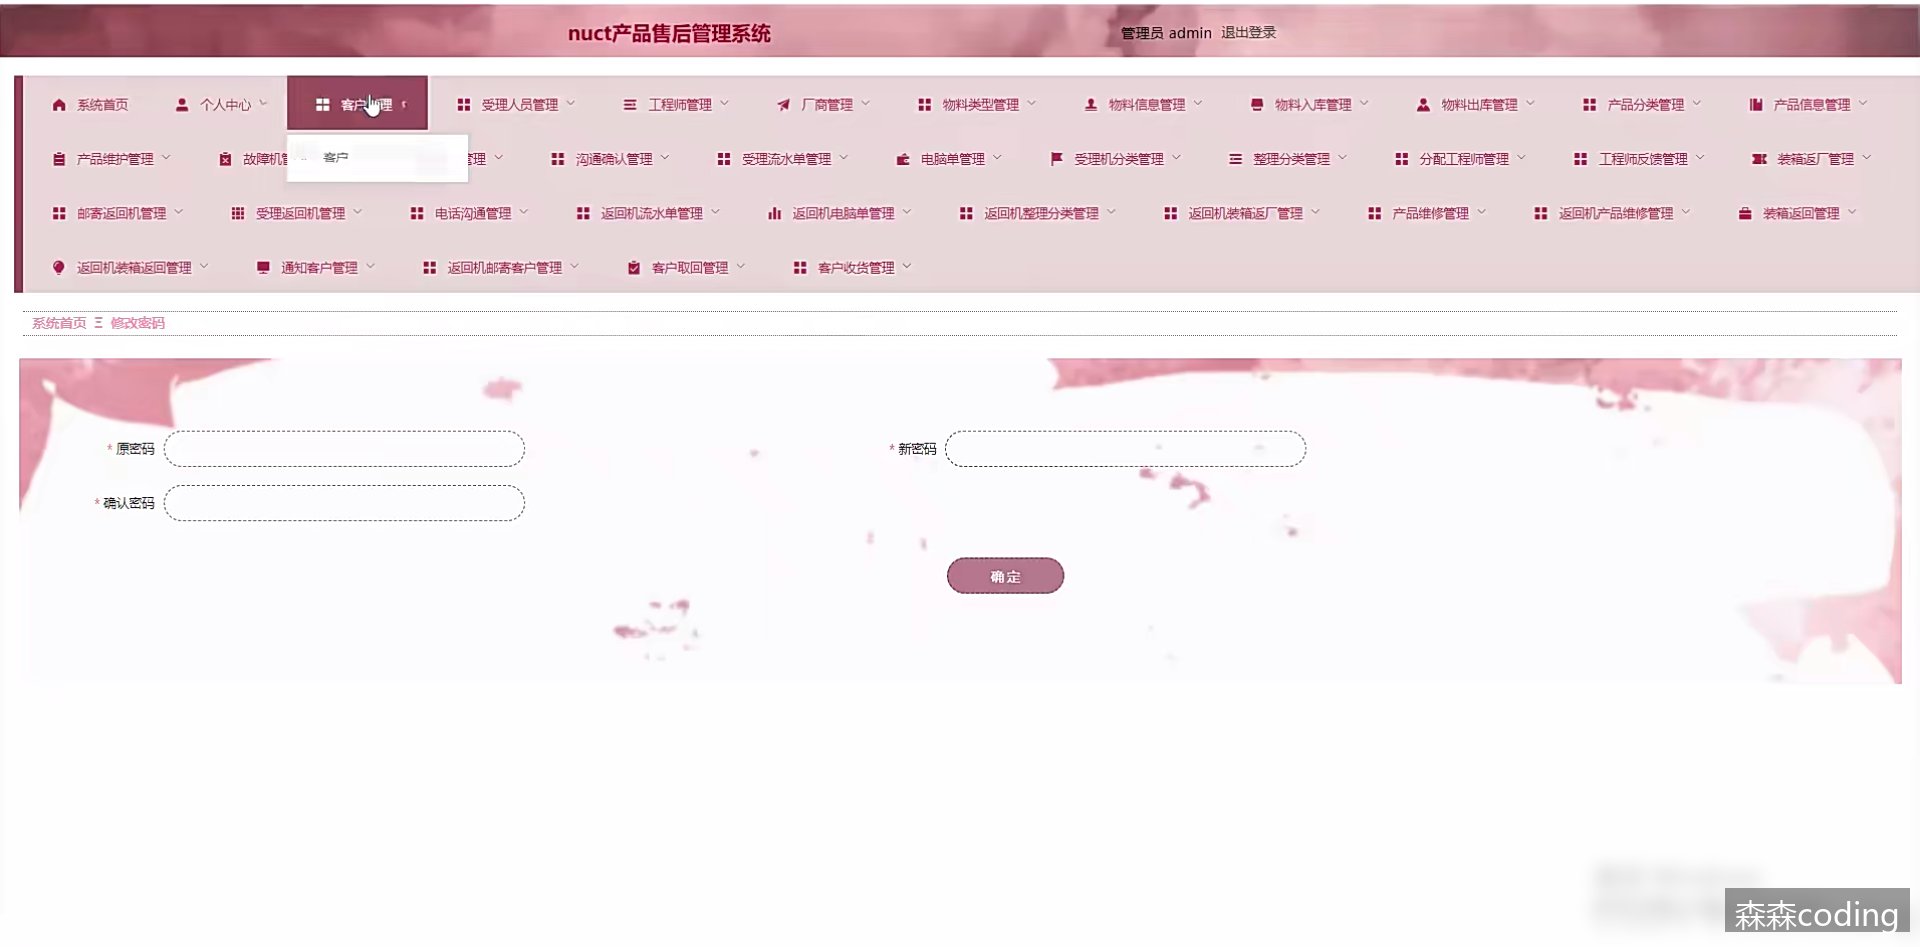 nuct产品售后管理系统
管理员 admin 退出登录
系统首页 个人中心 客户管理 受理人员管理 工程师管理 厂商管理 物料类型管理 物料信息管理 物料入库管理 物料出库管理 产品分类管理 产品信息管理
产品维护管理 故障机 管理 沟通确认管理 受理流水单管理 电脑单管理 受理机分类管理 整理分类管理 分配工程师管理 工程师反馈管理 装箱返厂管理
客户
邮寄返回机管理 受理返回机管理 电话沟通管理 返回机流水单管理 返回机电脑单管理 返回机整理分类管理 返回机装箱返厂管理 产品维修管理 返回机产品维修管理 装箱返回管理
返回机装箱返回管理 通知客户管理 返回机邮寄客户管理 客户取回管理 客户收货管理
系统首页 Ξ 修改密码
* 原密码
* 新密码
* 确认密码
确定
森森coding